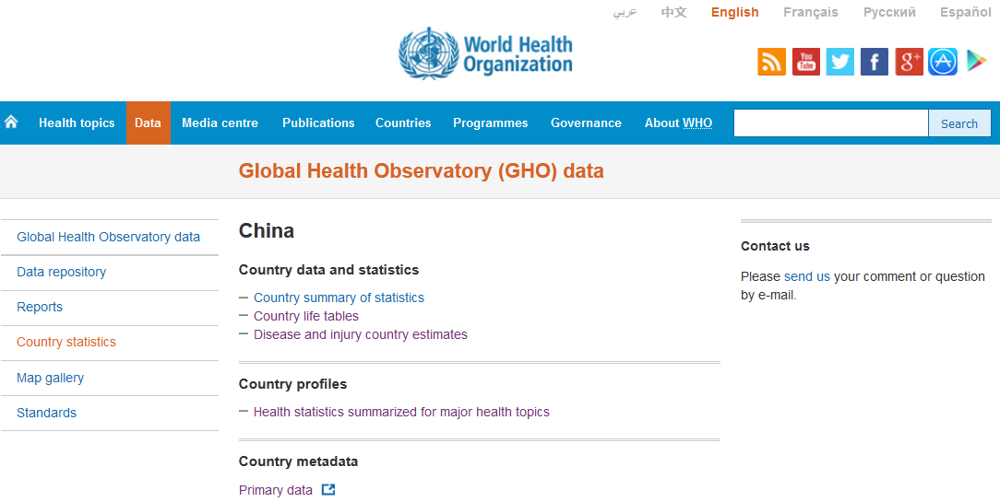 عربي 中文 English Français Русский Español
World Health
Organization
You
Tube
g+
Health topics Data Media centre Publications Countries Programmes Governance About WHO Search
Global Health Observatory (GHO) data
Global Health Observatory data
Data repository
Reports
Country statistics
Map gallery
Standards
China
Country data and statistics
– Country summary of statistics
– Country life tables
– Disease and injury country estimates
Country profiles
– Health statistics summarized for major health topics
Country metadata
Primary data
Contact us
Please send us your comment or question
by e-mail.